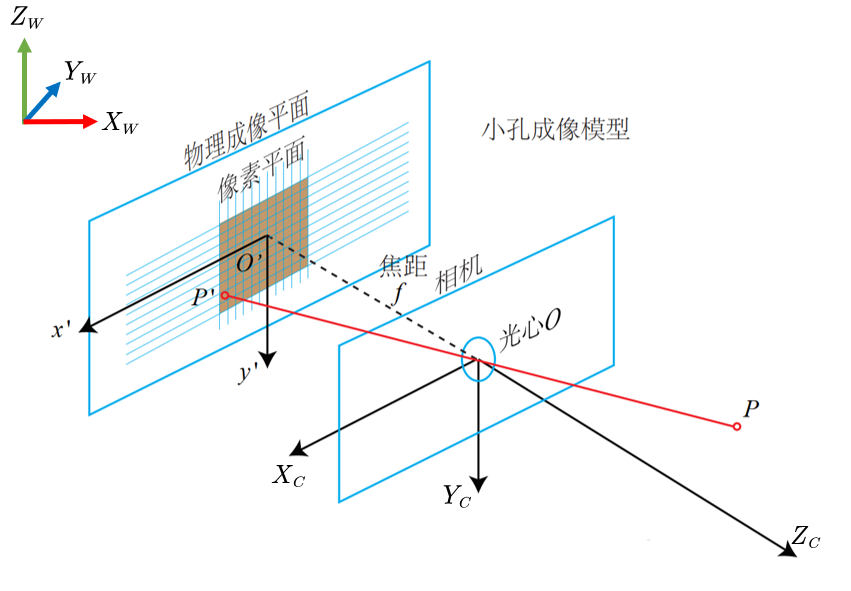 Z_W
Y_W
X_W
物理成像平面
小孔成像模型
像素平面
O'
焦距
f
相机
P'
x'
y'
光心O
P
X_C
Y_C
Z_C